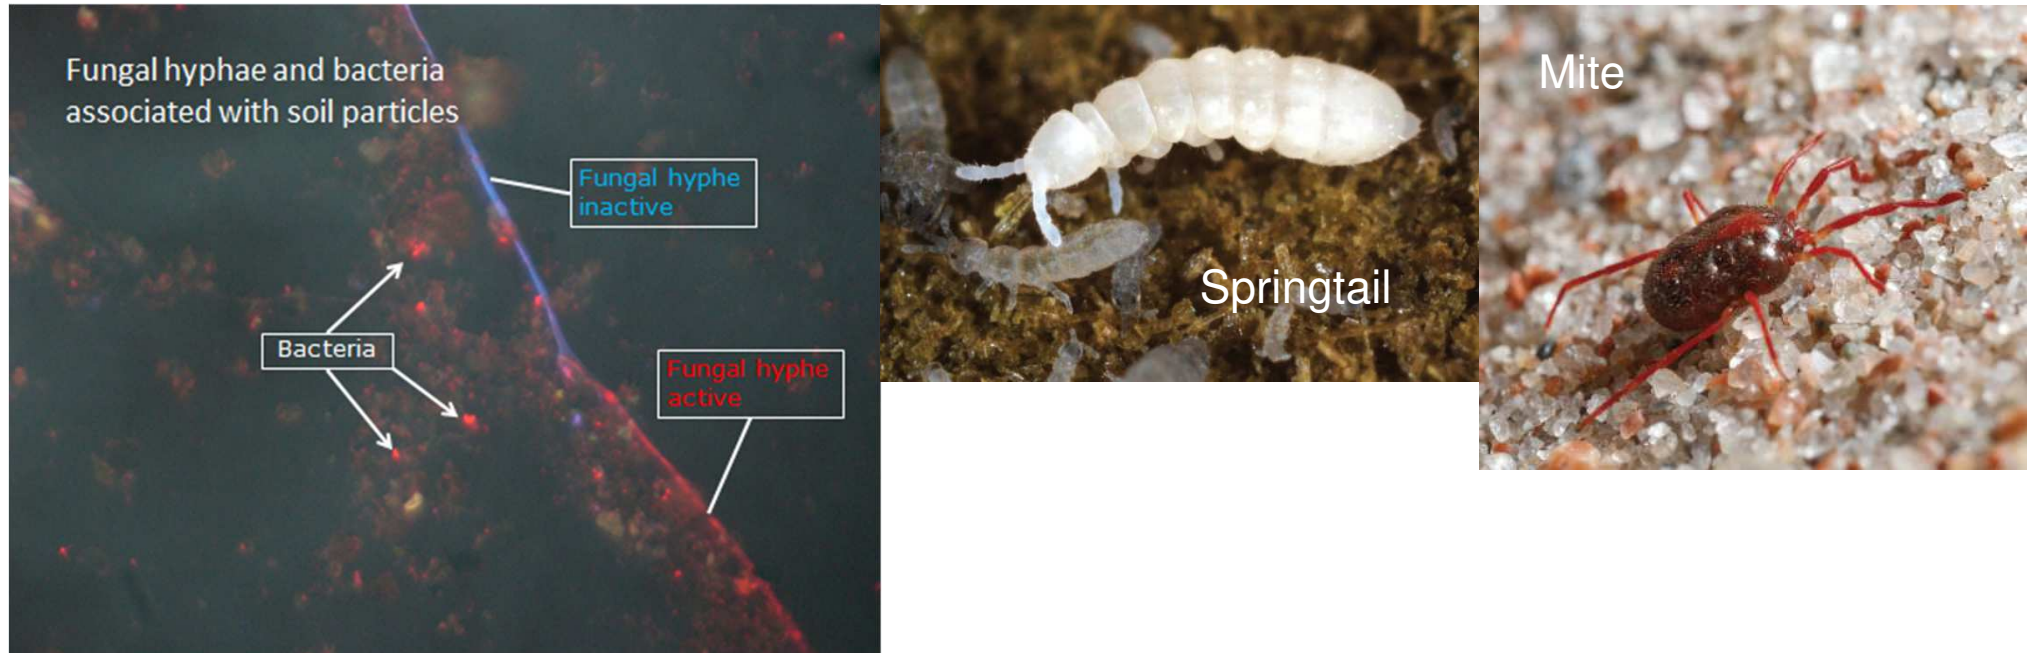 Fungal hyphae and bacteria
associated with soil particles
Fungal hyphe
inactive
Bacteria
Fungal hyphe
active
Springtail
Mite